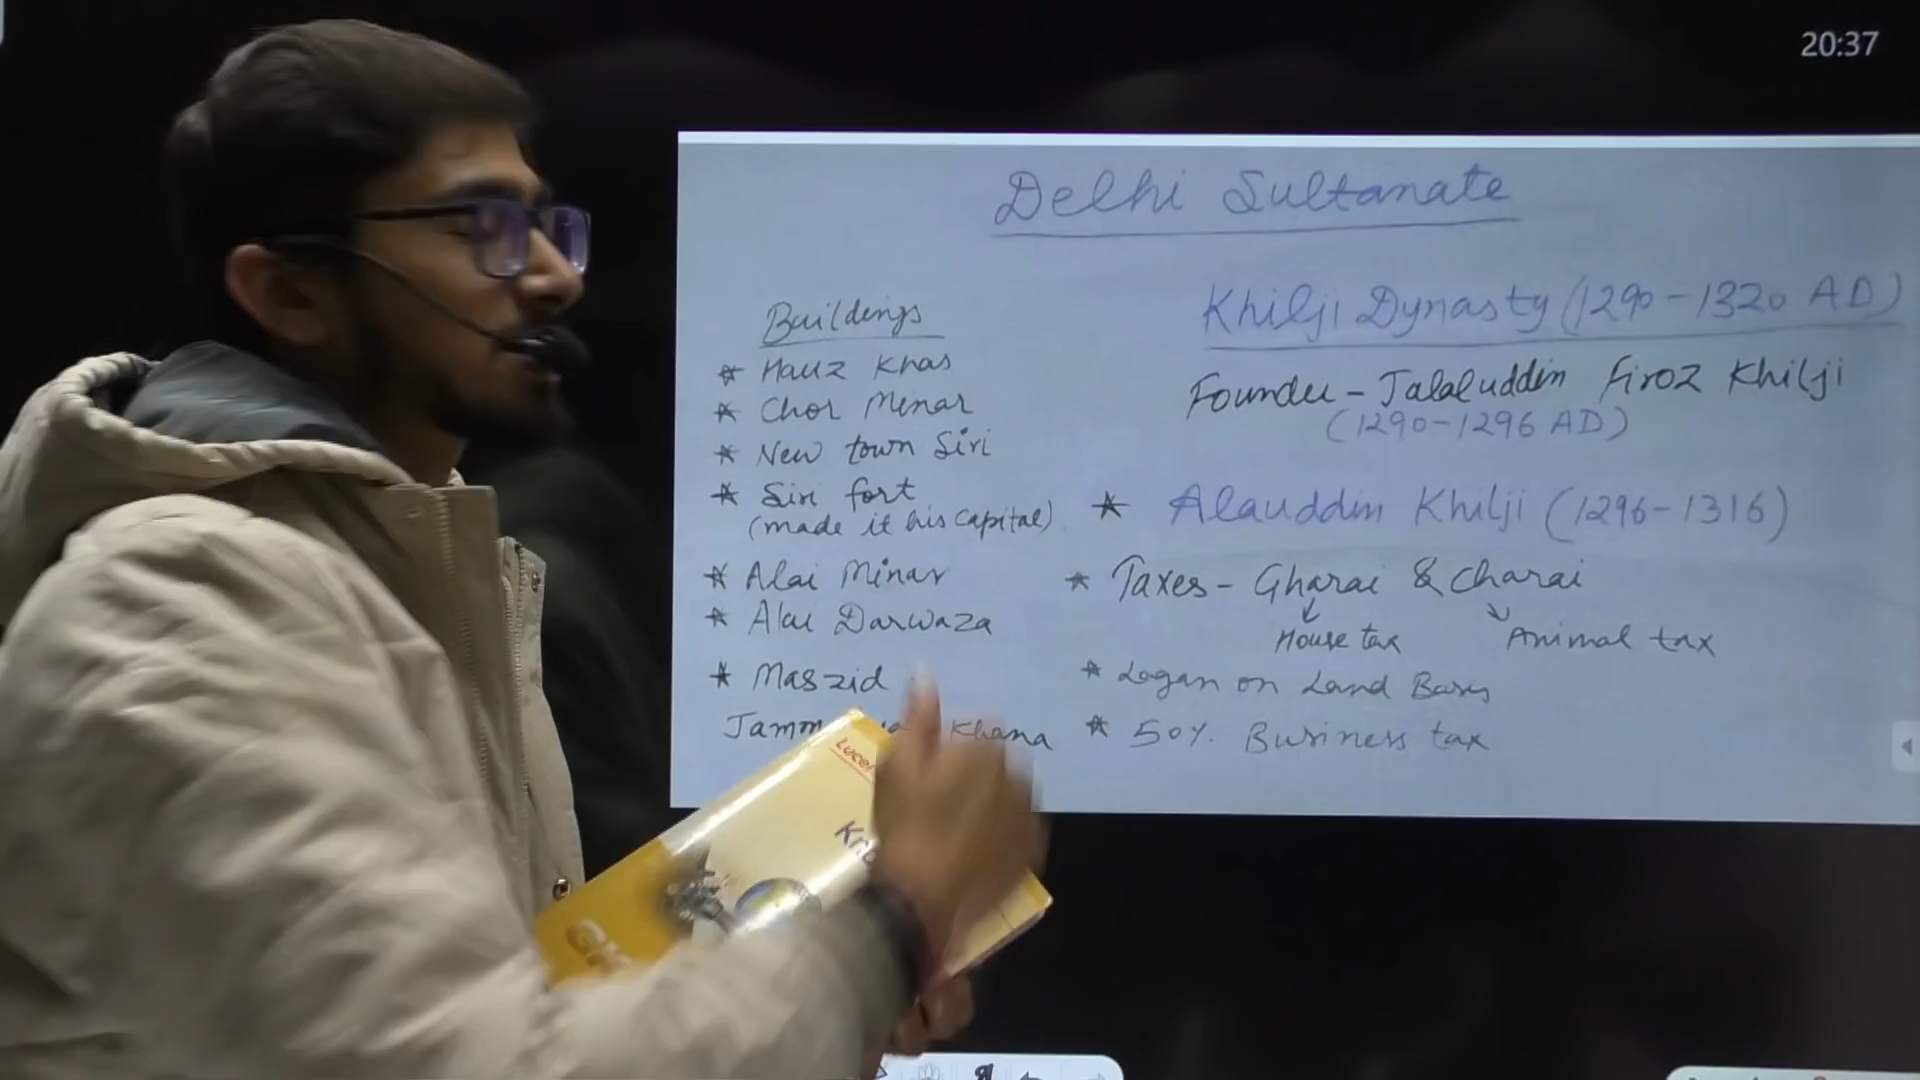 20:37
Delhi Sultanate
Buildings
* Hauz Khas
* Chor Menar
* New town Siri
* Siri fort
(made it his capital)
* Alai Minar
* Alai Darwaza
* Maszid
Khana
Khilji Dynasty (1290-1320 AD)
Founder - Jalaluddin Firoz Khilji
(1290-1296 AD)
* Alauddin Khilji (1296-1316)
* Taxes - Gharai & Charai
House tax
Animal tax
* Lagan on Land Basis
* 50% Business tax